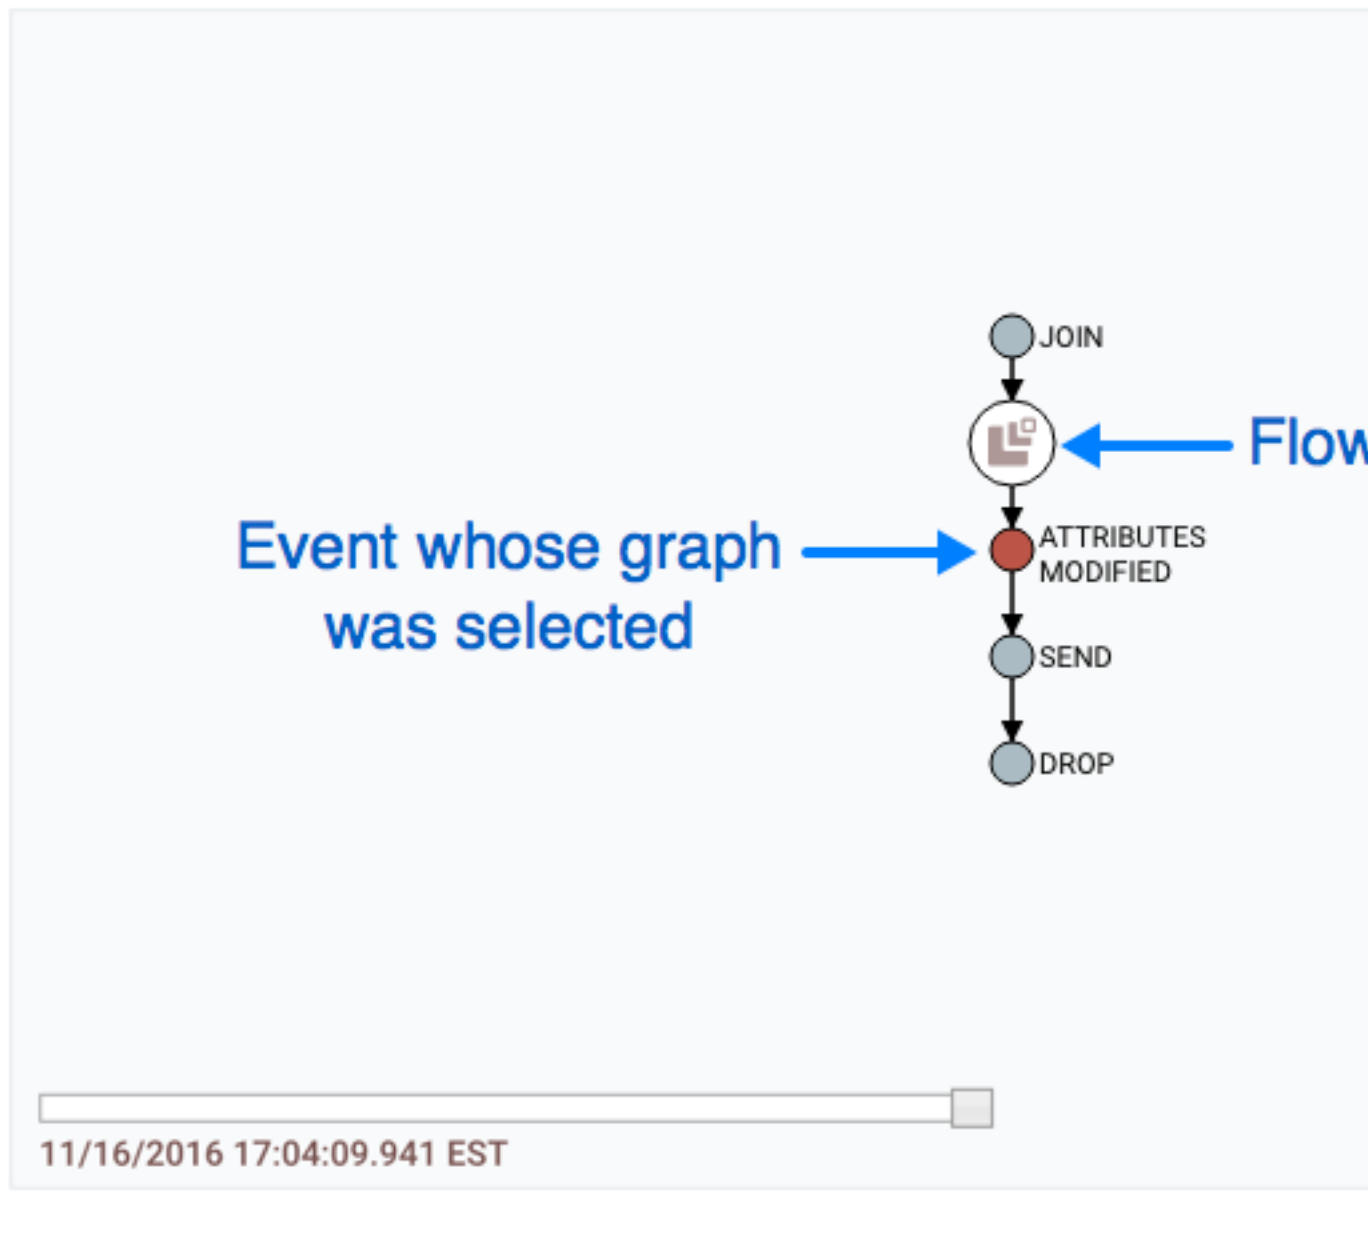 JOIN
Flow
Event whose graph
was selected
ATTRIBUTES
MODIFIED
SEND
DROP
11/16/2016 17:04:09.941 EST